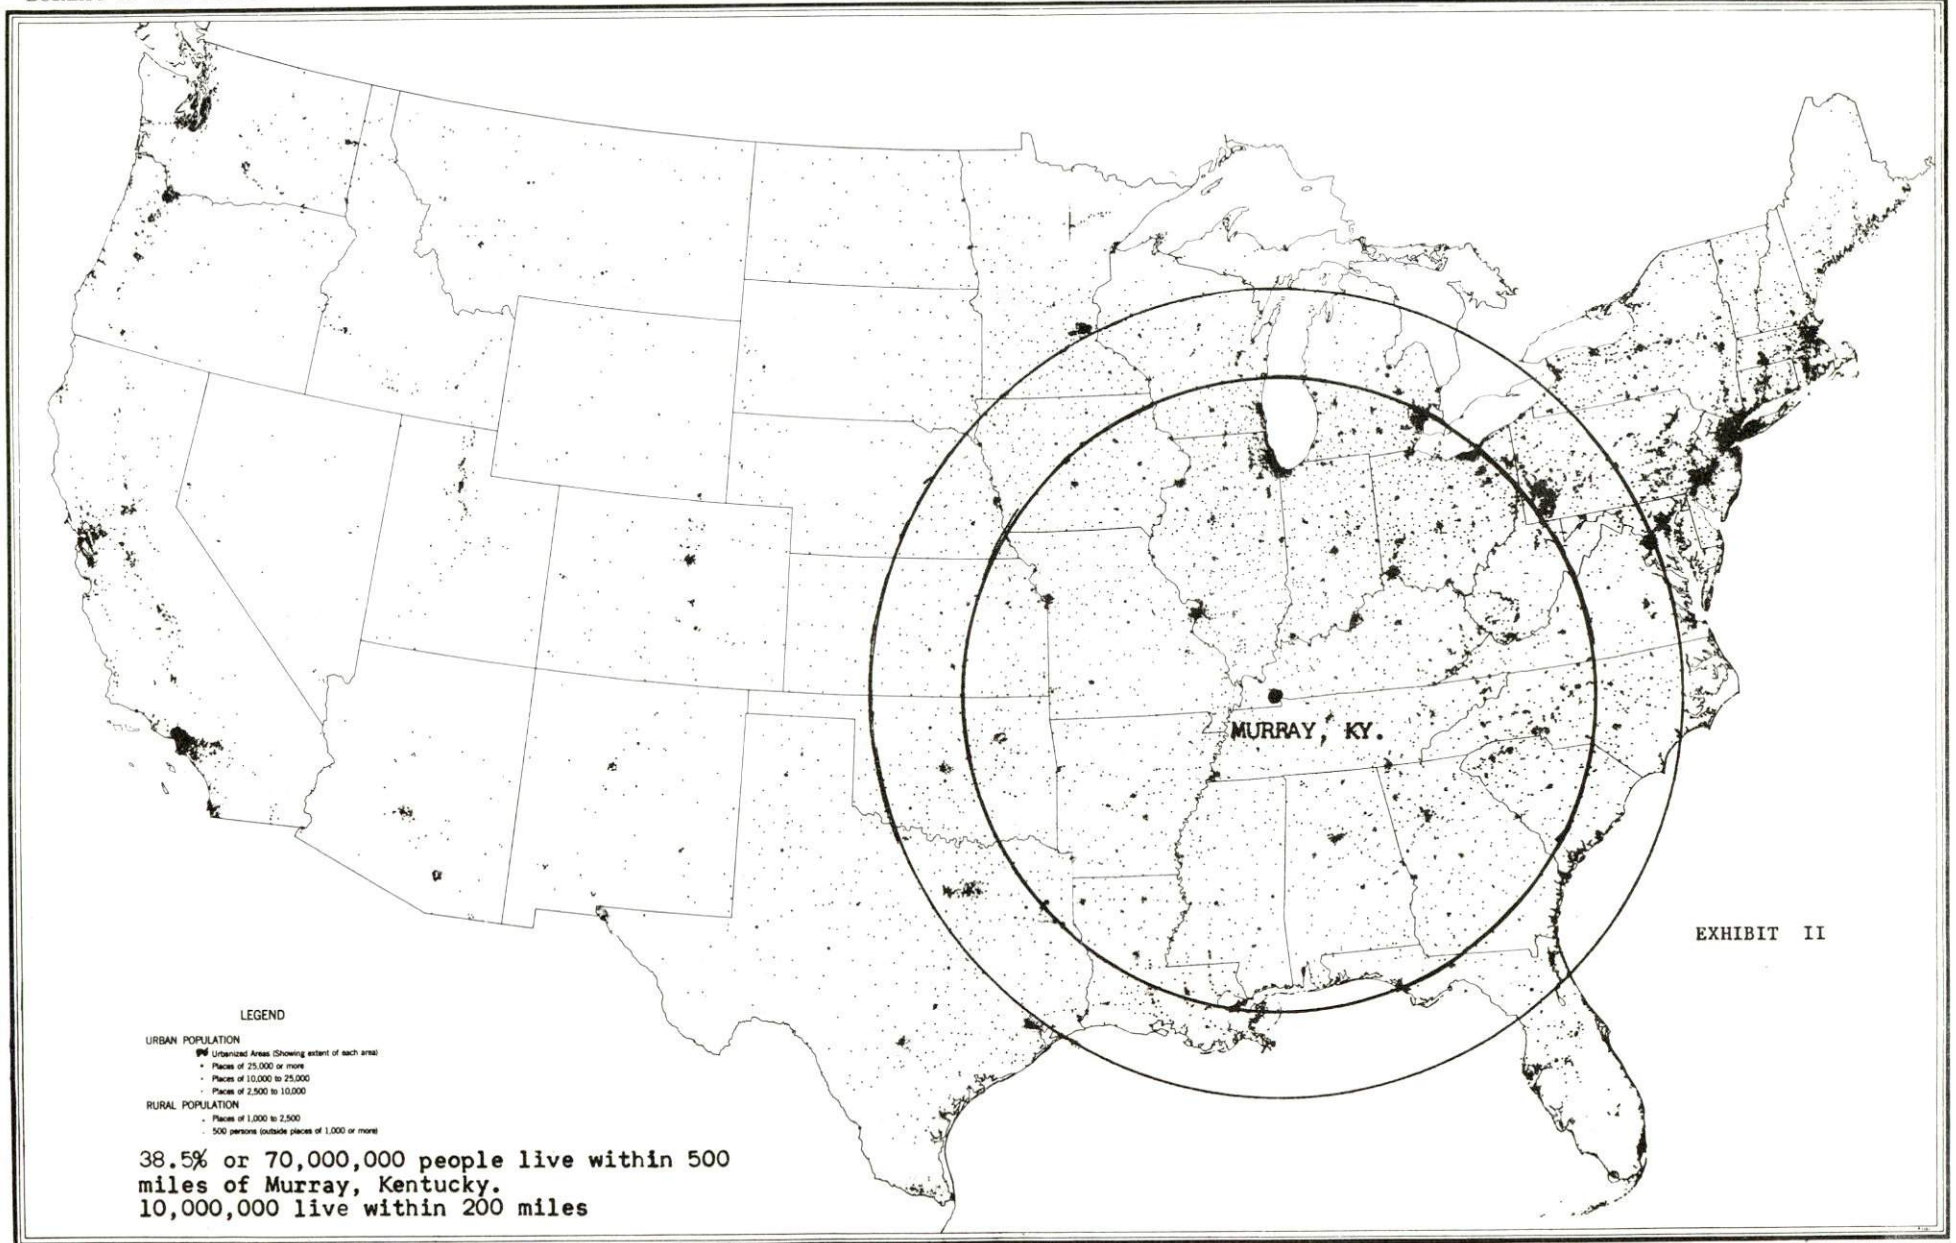 MURRAY, KY.
EXHIBIT II
LEGEND
URBAN POPULATION
Urbanized Areas (Showing extent of each area)
Places of 25,000 or more
Places of 10,000 to 25,000
Places of 2,500 to 10,000
RURAL POPULATION
Places of 1,000 to 2,500
500 persons (outside places of 1,000 or more)
38.5% or 70,000,000 people live within 500
miles of Murray, Kentucky.
10,000,000 live within 200 miles